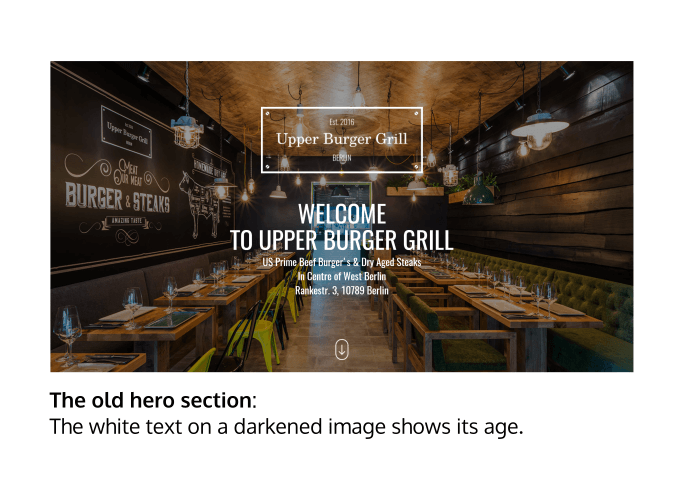 Est. 2016
Upper Burger Grill
BERLIN
Upper Burger Grill
MEAT
OUR MEAT
BURGER & STEAKS
AMAZING TASTE
WELCOME
TO UPPER BURGER GRILL
US Prime Beef Burger's & Dry Aged Steaks
In Centre of West Berlin
Rankestr. 3, 10789 Berlin
The old hero section:
The white text on a darkened image shows its age.